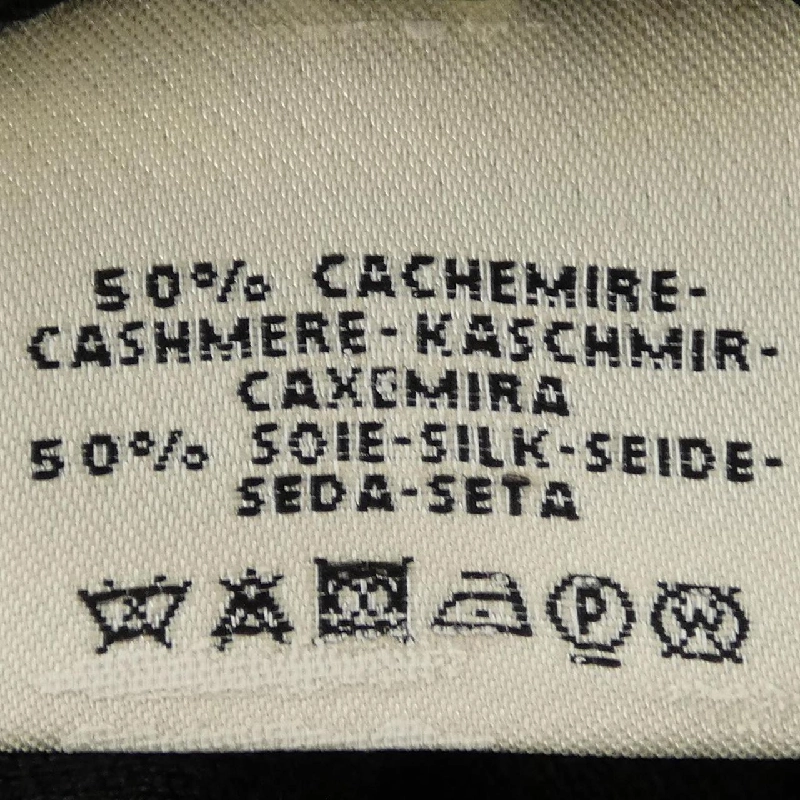 50% CACHEMIRE-
CASHMERE-KASCHMIR-
CAXEMIRA
50% SOIE-SILK-SEIDE-
SEDA-SETA
P W